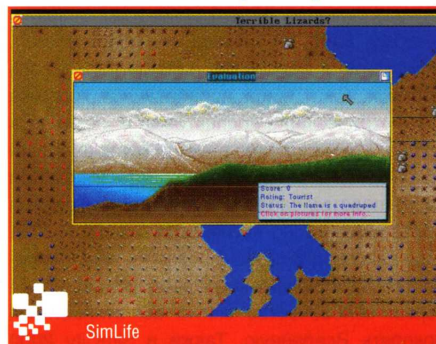 Terrible Lizards?
Evaluation
Score: 0
Rating: Tourist
Status: The llama is a quadruped
Click on pictures for more info...
SimLife